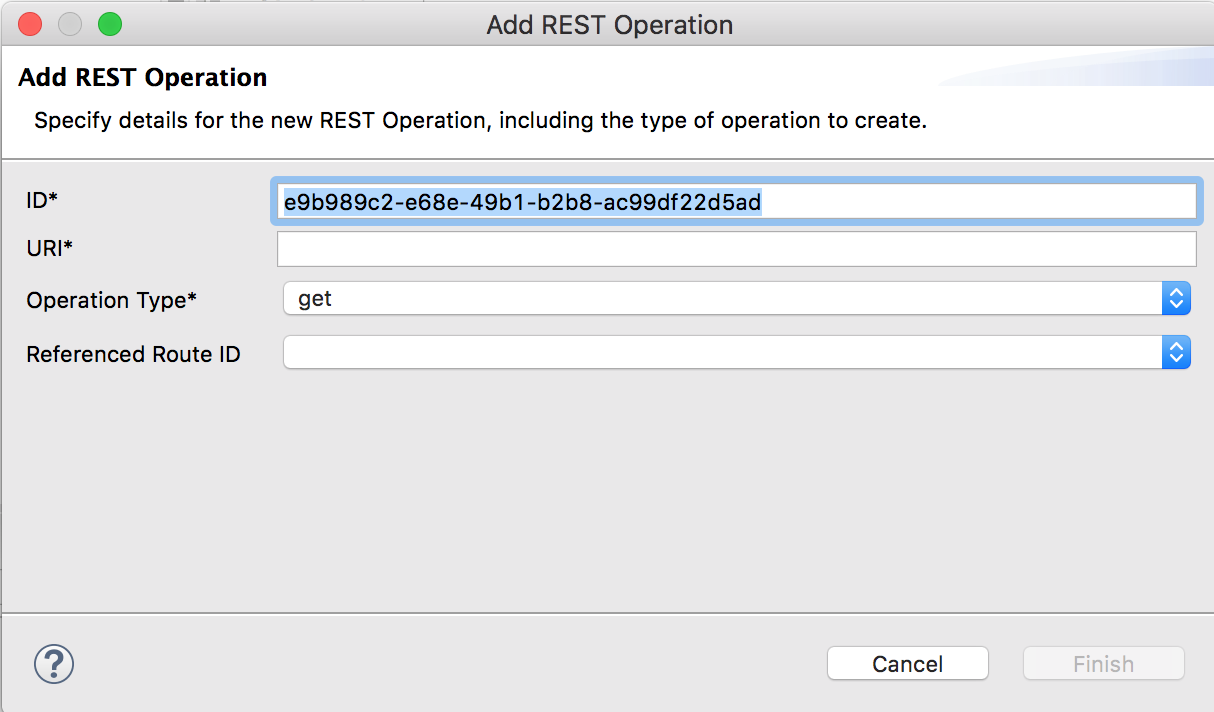 Add REST Operation
Add REST Operation
Specify details for the new REST Operation, including the type of operation to create.
ID*
e9b989c2-e68e-49b1-b2b8-ac99df22d5ad
URI*
Operation Type*
get
Referenced Route ID
?
Cancel
Finish